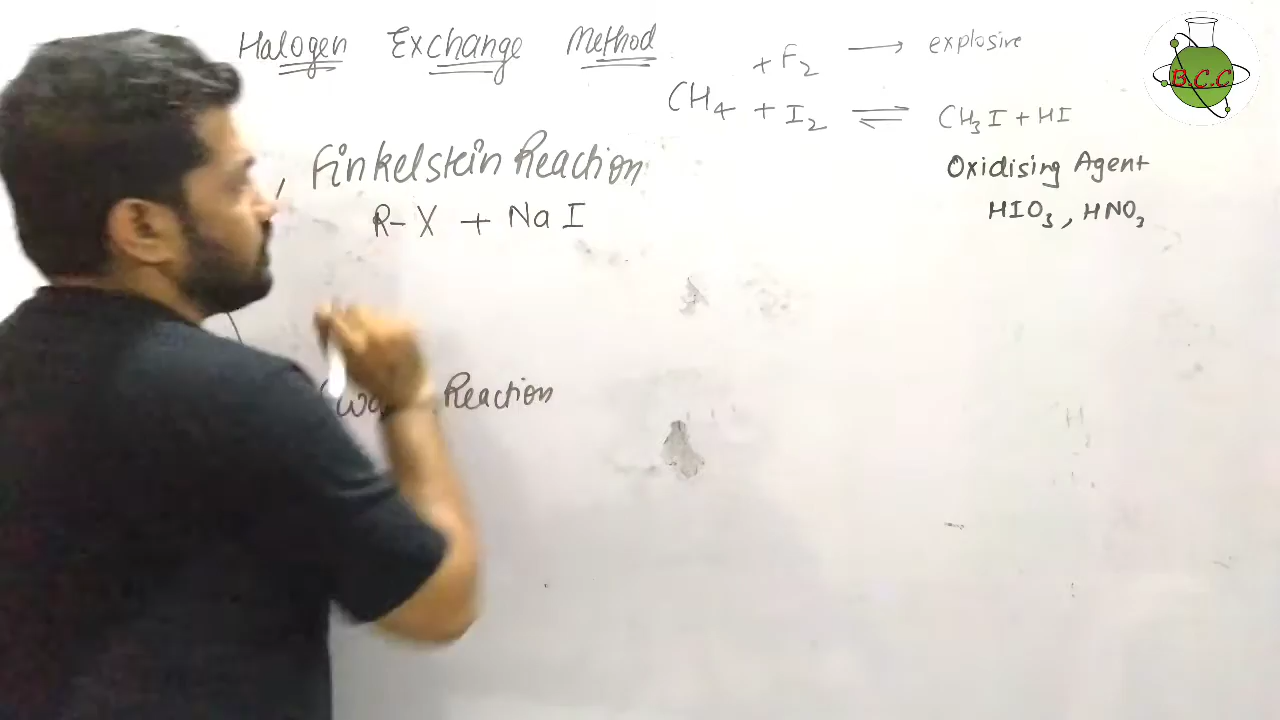 Halogen Exchange Method
+ F₂ → explosive
CH₄ + I₂ ⇌ CH₃I + HI
B.C.C
Oxidising Agent
HIO₃, HNO₃
Finkelstein Reaction
R-X + NaI
Reaction